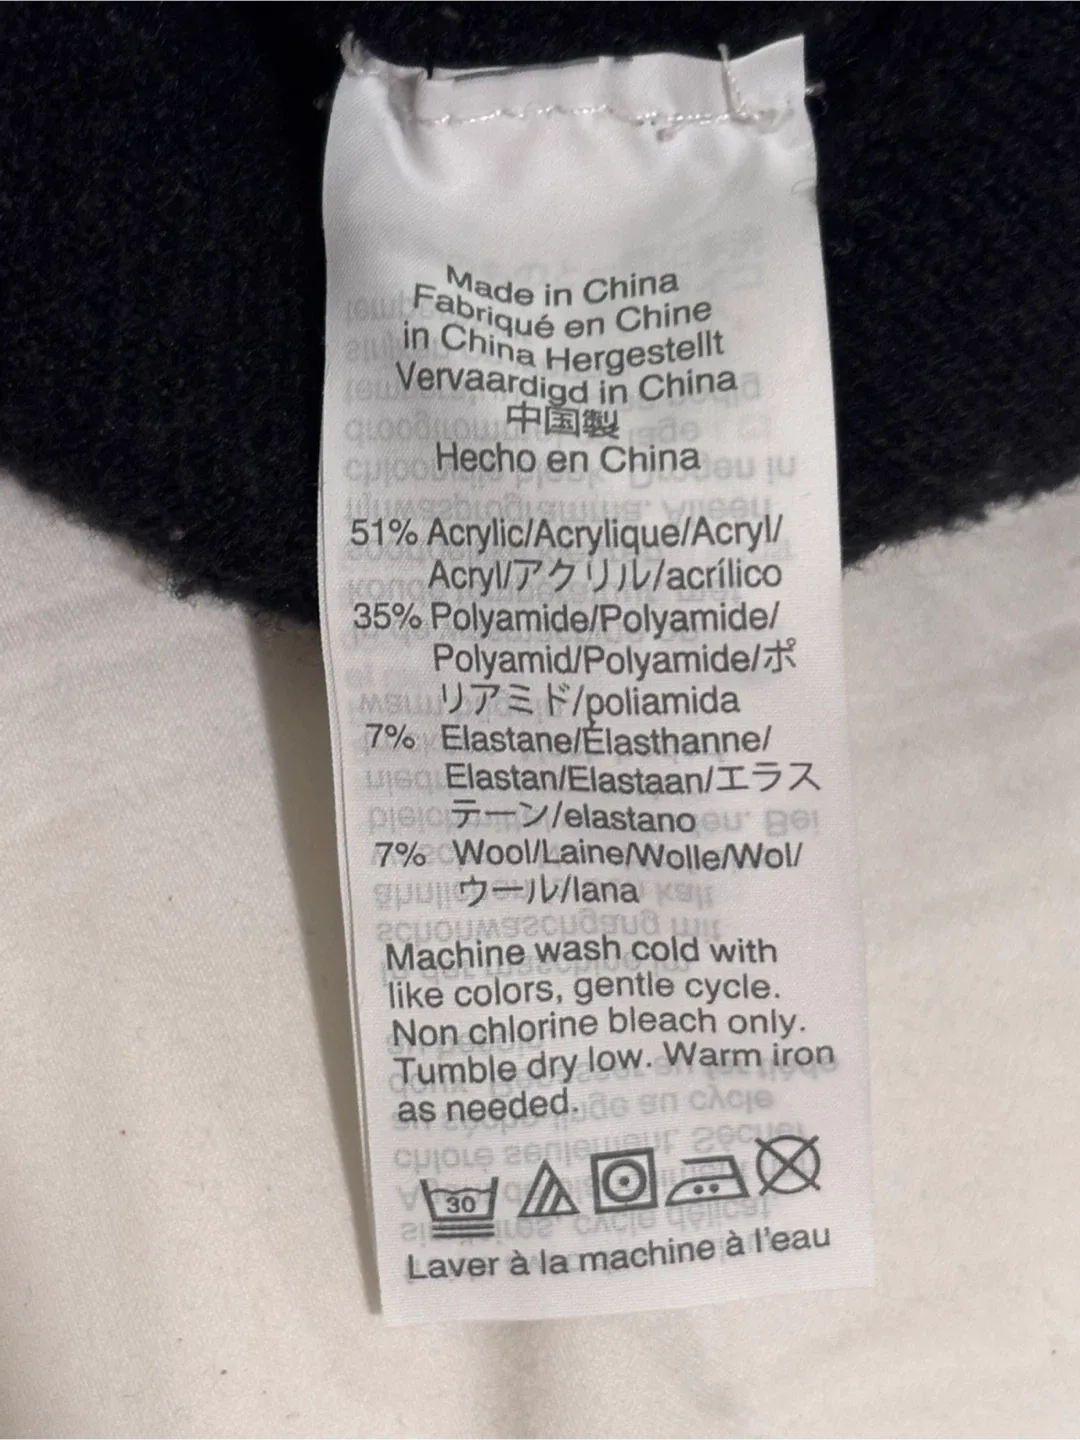 Made in China
Fabriqué en Chine
in China Hergestellt
Vervaardigd in China
中国製
Hecho en China
51% Acrylic/Acrylique/Acryl/
Acryl/アクリル/acrílico
35% Polyamide/Polyamide/
Polyamid/Polyamide/ポ
リアミド/poliamida
7% Elastane/Élasthanne/
Elastan/Elastaan/エラス
テーン/elastano
7% Wool/Laine/Wolle/Wol/
ウール/lana
Machine wash cold with
like colors, gentle cycle.
Non chlorine bleach only.
Tumble dry low. Warm iron
as needed.
30
Laver à la machine à l'eau